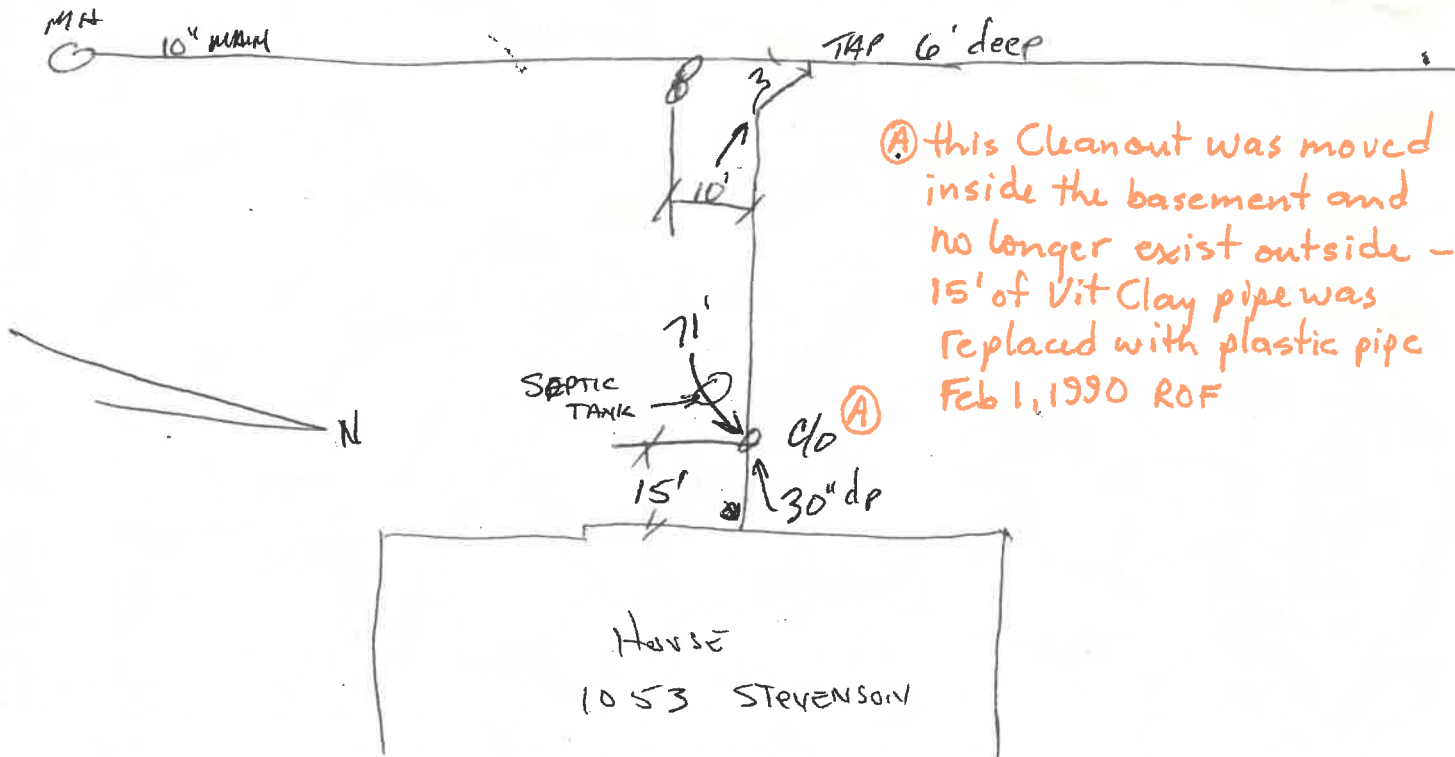 MH
10" MAIN
TAP 6' deep
10'
Ⓐ this Cleanout was moved
inside the basement and
no longer exist outside –
15' of Vit Clay pipe was
replaced with plastic pipe
Feb 1, 1990 ROF
71'
SEPTIC
TANK
C/O Ⓐ
N
15'
30" dp
HOUSE
1053 STEVENSON